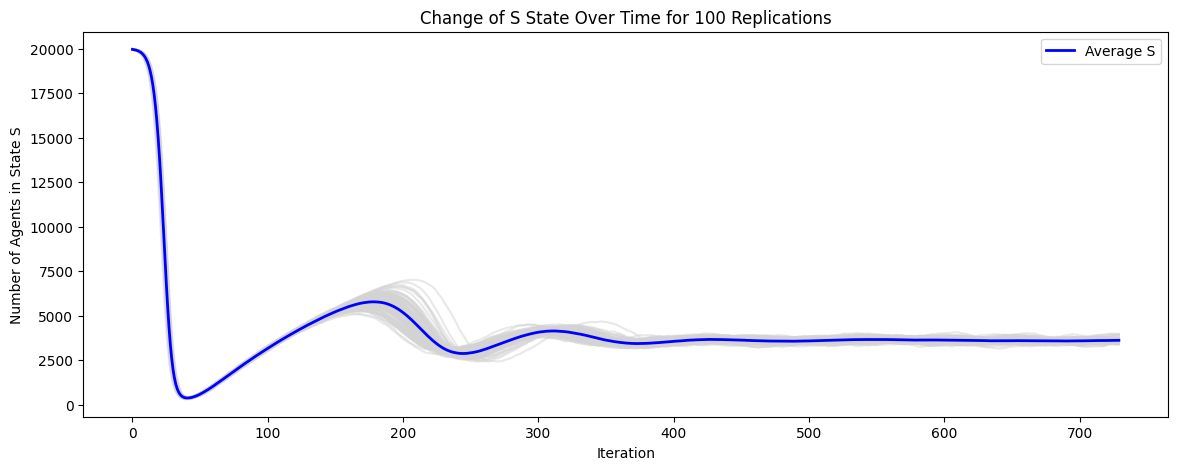 Change of S State Over Time for 100 Replications
Average S
Number of Agents in State S
20000
17500
15000
12500
10000
7500
5000
2500
0
0 100 200 300 400 500 600 700
Iteration